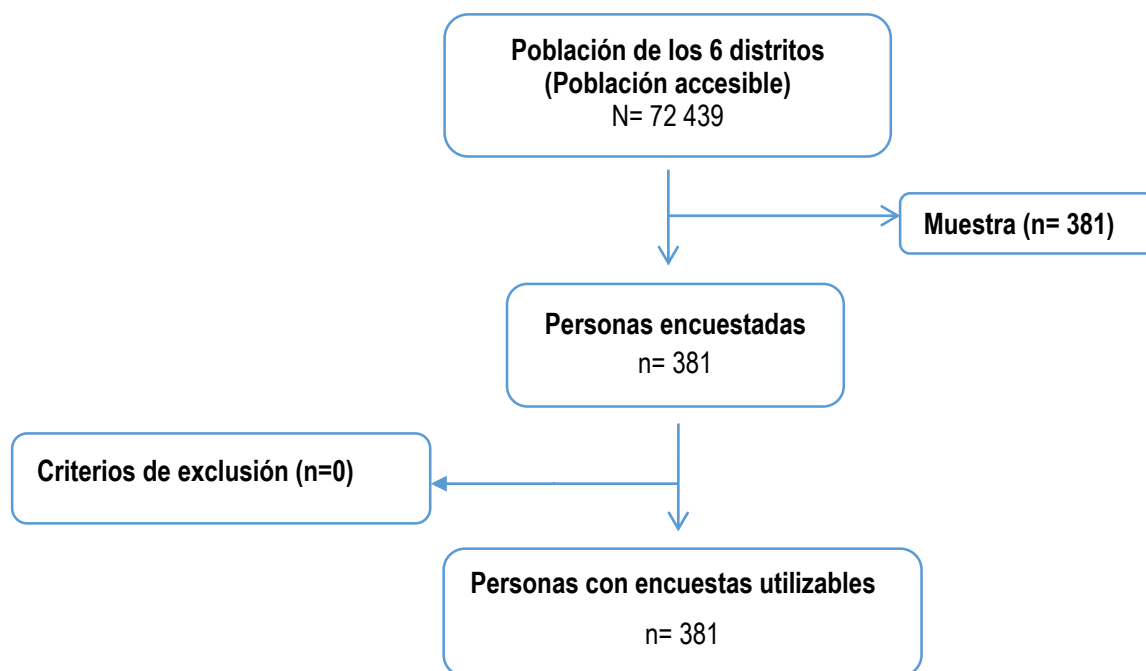 Población de los 6 distritos
(Población accesible)
N= 72 439
Muestra (n= 381)
Personas encuestadas
n= 381
Criterios de exclusión (n=0)
Personas con encuestas utilizables
n= 381